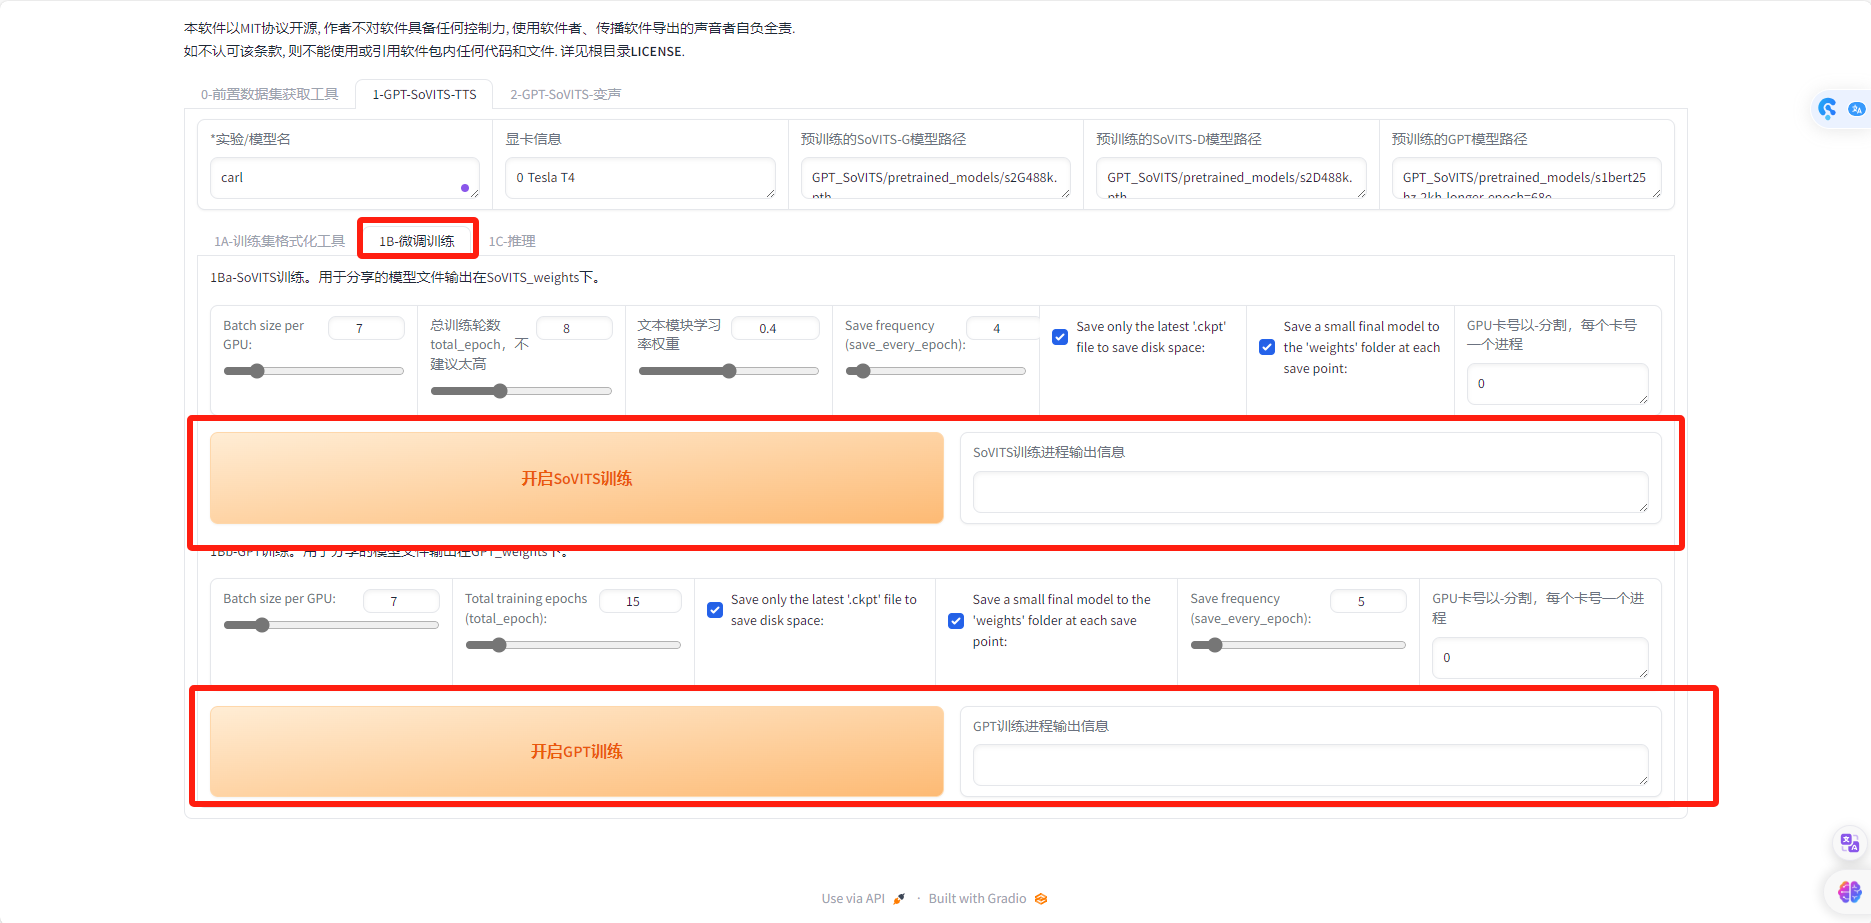 本软件以MIT协议开源, 作者不对软件具备任何控制力, 使用软件者、传播软件导出的声音者自负全责.
如不认可该条款, 则不能使用或引用软件包内任何代码和文件. 详见根目录LICENSE.
0-前置数据集获取工具
1-GPT-SoVITS-TTS
2-GPT-SoVITS-变声
*实验/模型名
carl
显卡信息
0 Tesla T4
预训练的SoVITS-G模型路径
GPT_SoVITS/pretrained_models/s2G488k.
pth
预训练的SoVITS-D模型路径
GPT_SoVITS/pretrained_models/s2D488k.
pth
预训练的GPT模型路径
GPT_SoVITS/pretrained_models/s1bert25
hz-2kh-longer-epoch=68e
1A-训练集格式化工具
1B-微调训练
1C-推理
1Ba-SoVITS训练。用于分享的模型文件输出在SoVITS_weights下。
Batch size per
GPU:
7
总训练轮数
total_epoch，不
建议太高
8
文本模块学习
率权重
0.4
Save frequency
(save_every_epoch):
4
Save only the latest '.ckpt'
file to save disk space:
Save a small final model to
the 'weights' folder at each
save point:
GPU卡号以-分割，每个卡号
一个进程
0
开启SoVITS训练
SoVITS训练进程输出信息
1Bb-GPT训练。用于分享的模型文件输出在GPT_weights下。
Batch size per GPU:
7
Total training epochs
(total_epoch):
15
Save only the latest '.ckpt' file to
save disk space:
Save a small final model to the
'weights' folder at each save
point:
Save frequency
(save_every_epoch):
5
GPU卡号以-分割，每个卡号一个进
程
0
开启GPT训练
GPT训练进程输出信息
Use via API
·
Built with Gradio